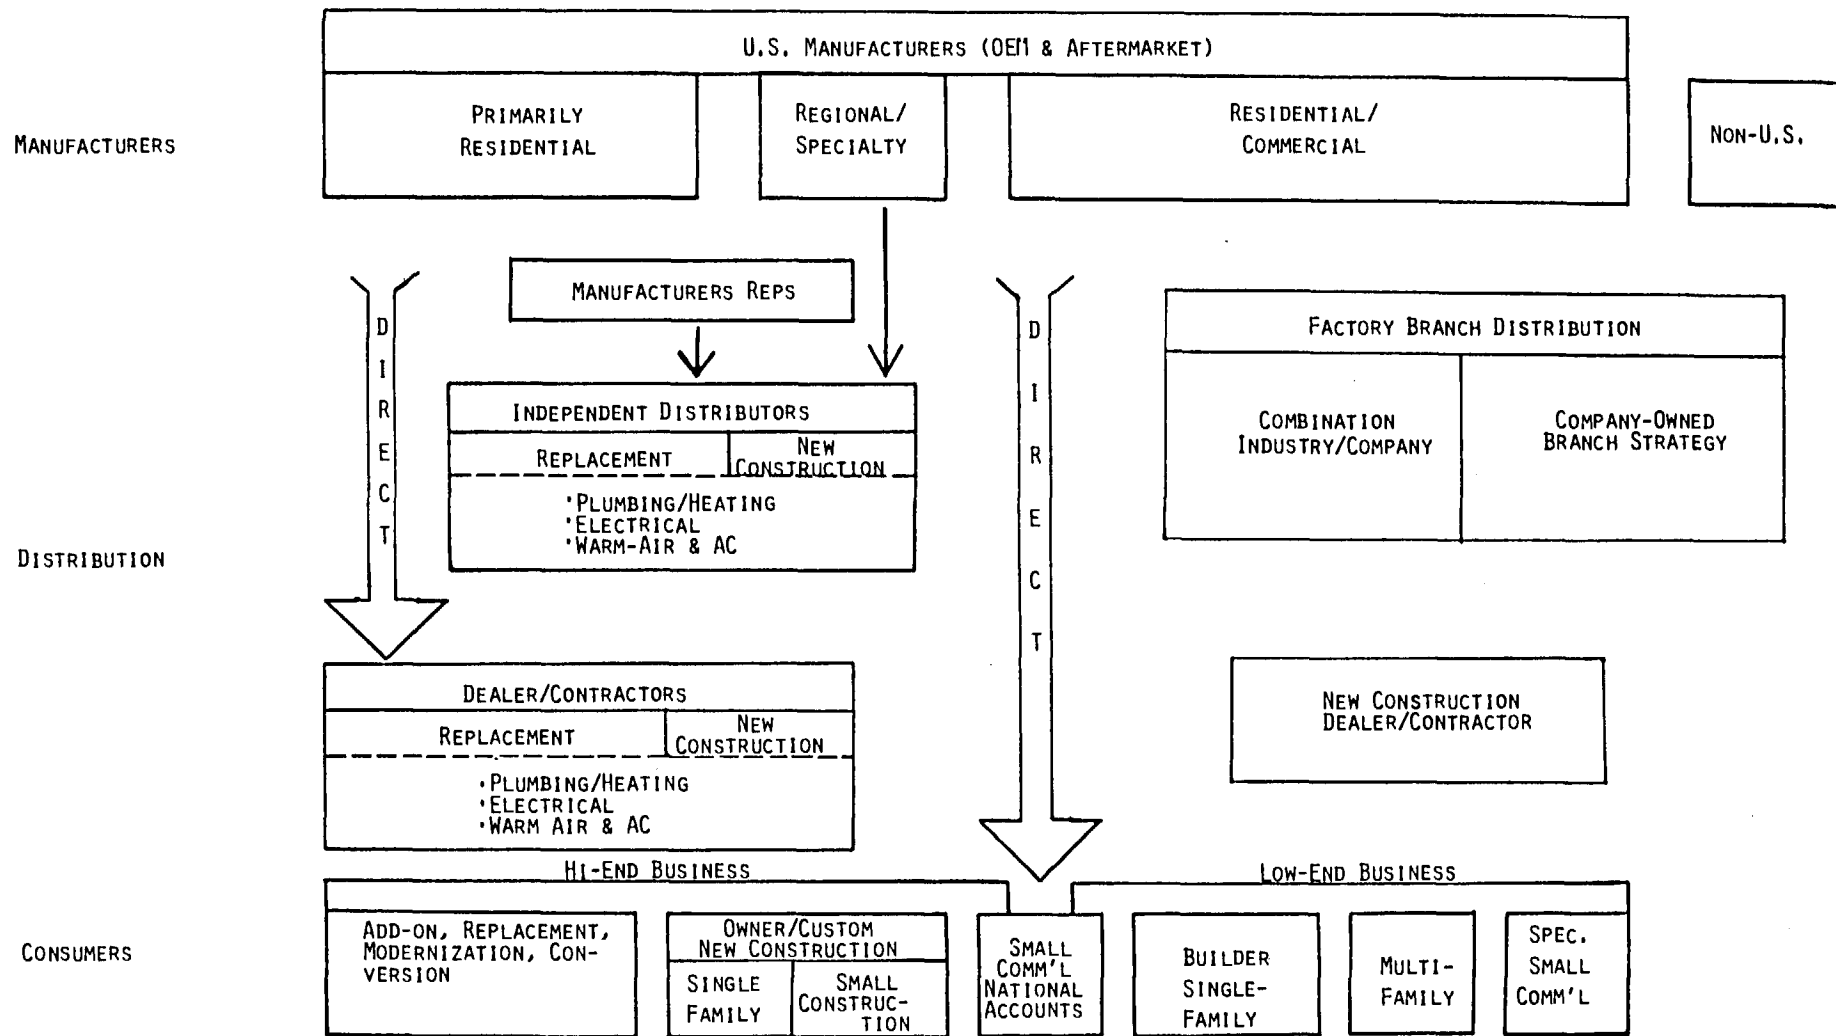 U.S. MANUFACTURERS (OEM & AFTERMARKET)
MANUFACTURERS
PRIMARILY
RESIDENTIAL
REGIONAL/
SPECIALTY
RESIDENTIAL/
COMMERCIAL
NON-U.S.
DIRECT
MANUFACTURERS REPS
DIRECT
FACTORY BRANCH DISTRIBUTION
COMBINATION
INDUSTRY/COMPANY
COMPANY-OWNED
BRANCH STRATEGY
INDEPENDENT DISTRIBUTORS
REPLACEMENT
NEW
CONSTRUCTION
·PLUMBING/HEATING
·ELECTRICAL
·WARM-AIR & AC
DISTRIBUTION
DEALER/CONTRACTORS
REPLACEMENT
NEW
CONSTRUCTION
·PLUMBING/HEATING
·ELECTRICAL
·WARM AIR & AC
NEW CONSTRUCTION
DEALER/CONTRACTOR
HI-END BUSINESS
LOW-END BUSINESS
CONSUMERS
ADD-ON, REPLACEMENT,
MODERNIZATION, CON-
VERSION
OWNER/CUSTOM
NEW CONSTRUCTION
SINGLE
FAMILY
SMALL
CONSTRUC-
TION
SMALL
COMM'L
NATIONAL
ACCOUNTS
BUILDER
SINGLE-
FAMILY
MULTI-
FAMILY
SPEC.
SMALL
COMM'L